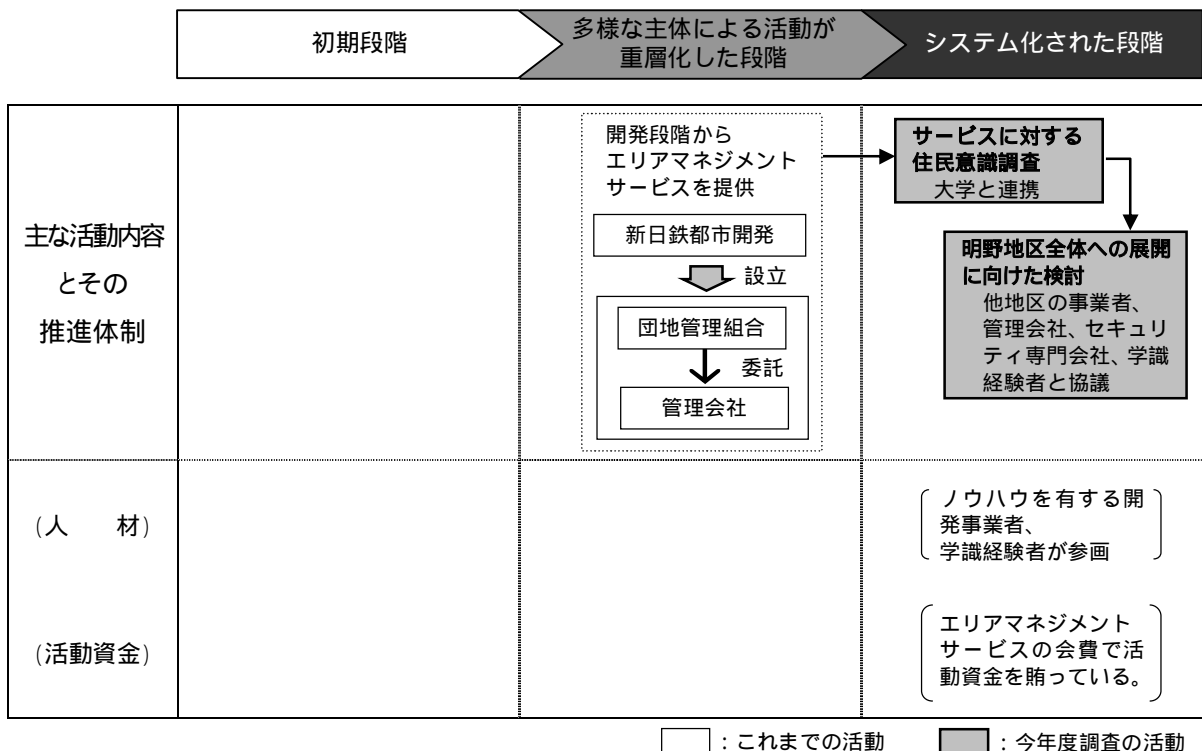 初期段階
多様な主体による活動が
重層化した段階
システム化された段階
主な活動内容
とその
推進体制
開発段階から
エリアマネジメント
サービスを提供
新日鉄都市開発
設立
団地管理組合
委託
管理会社
サービスに対する
住民意識調査
大学と連携
明野地区全体への展開
に向けた検討
他地区の事業者、
管理会社、セキュリ
ティ専門会社、学識
経験者と協議
(人　　材)
ノウハウを有する開
発事業者、
学識経験者が参画
(活動資金)
エリアマネジメント
サービスの会費で活
動資金を賄っている。
：これまでの活動
：今年度調査の活動